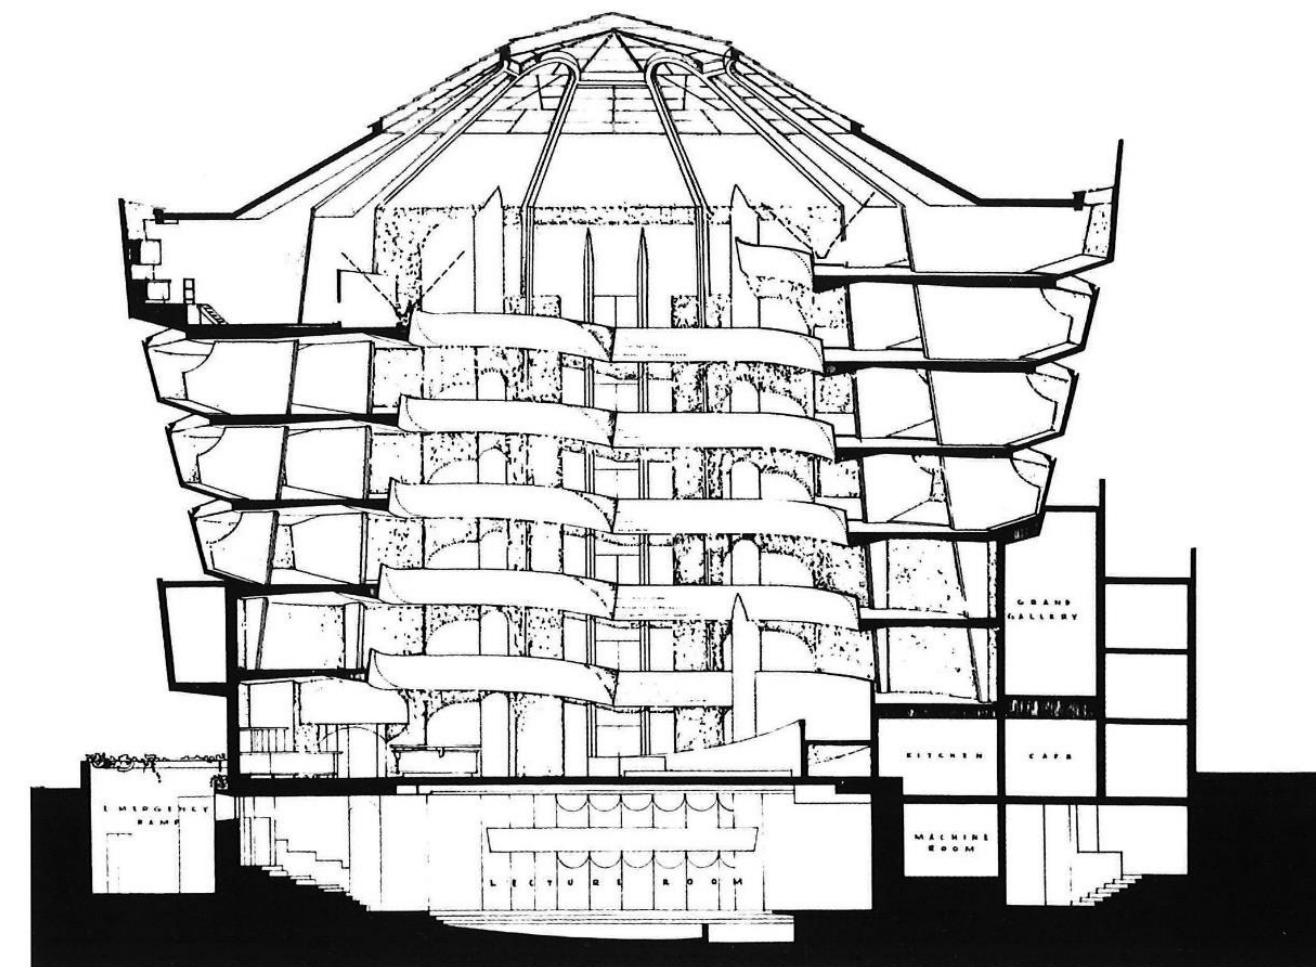 GRAND
GALLERY
KITCHEN
CAFE
EMERGENCY
RAMP
MACHINE
ROOM
LECTURE ROOM